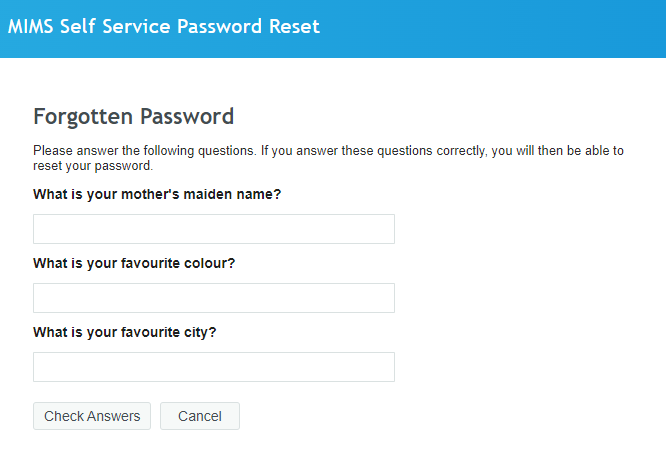 MIMS Self Service Password Reset
Forgotten Password
Please answer the following questions. If you answer these questions correctly, you will then be able to
reset your password.
What is your mother's maiden name?
What is your favourite colour?
What is your favourite city?
Check Answers Cancel